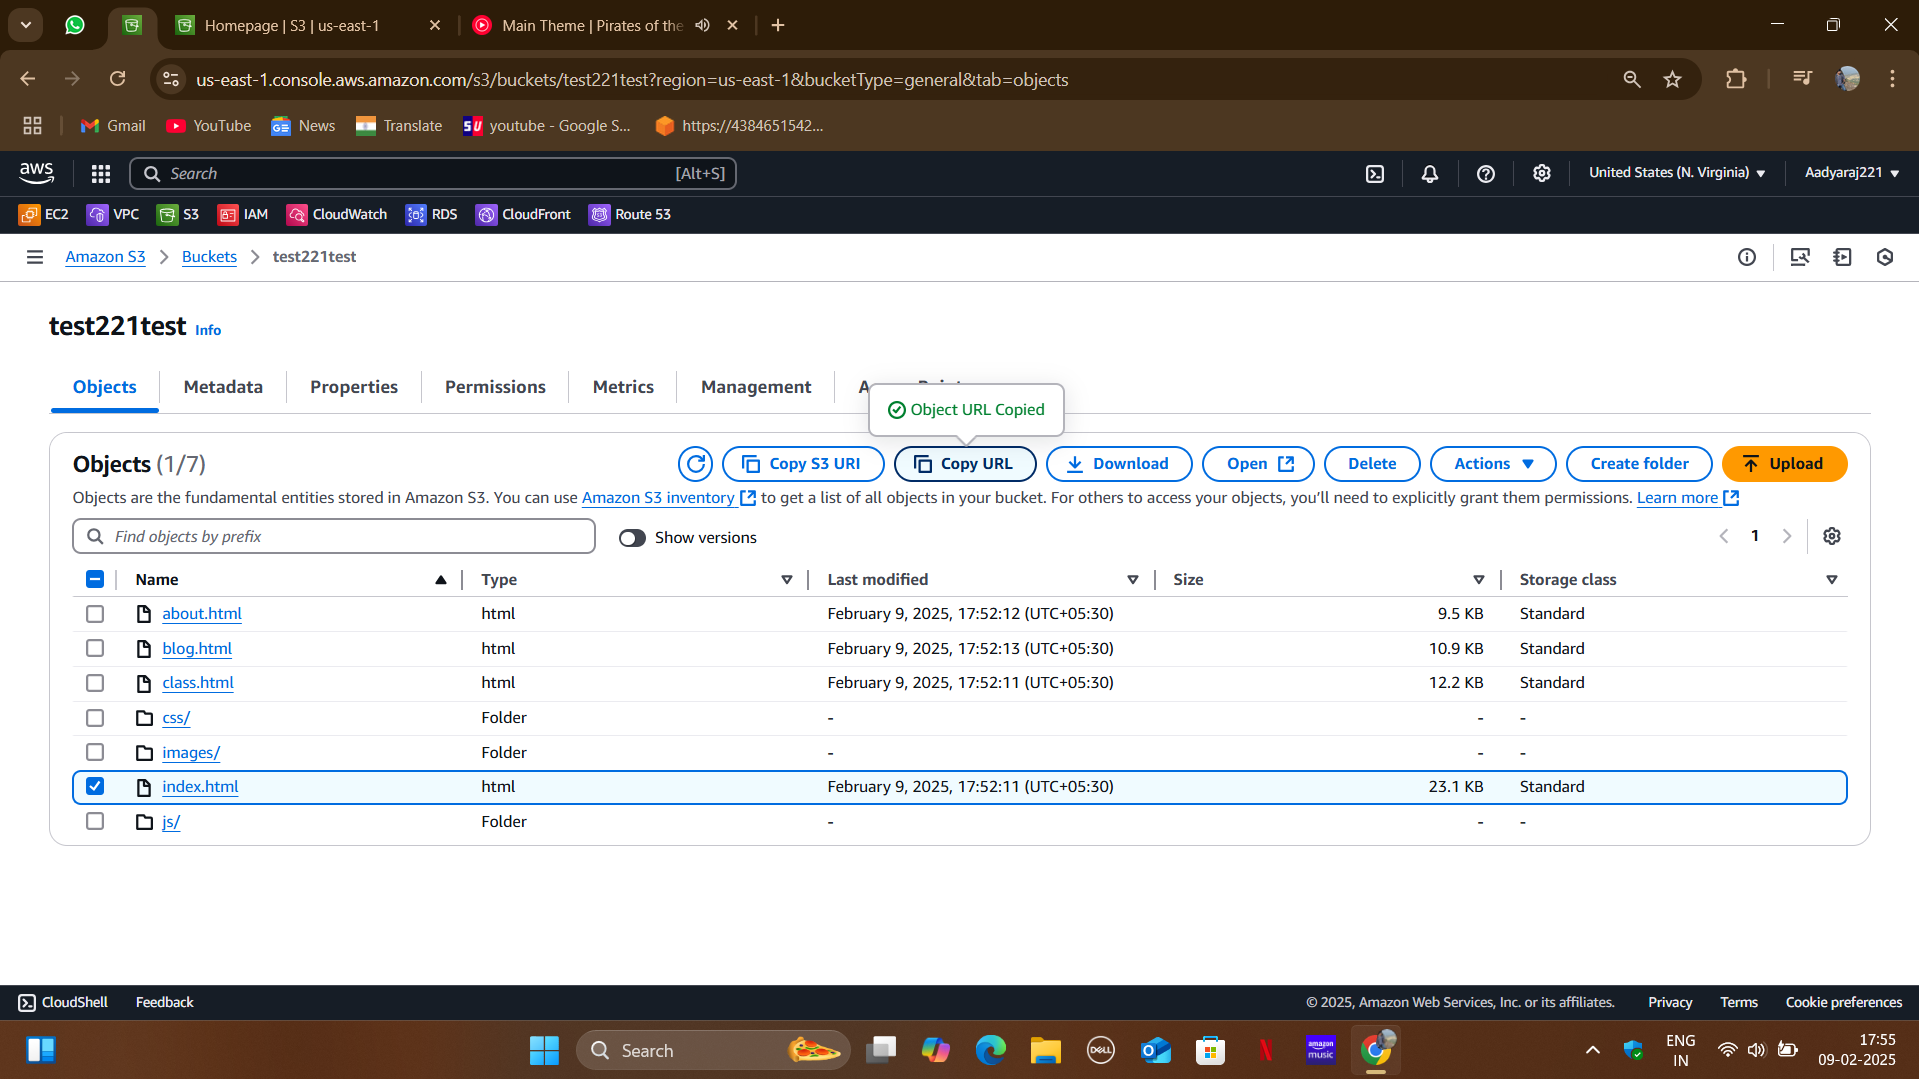 Homepage | S3 | us-east-1
Main Theme | Pirates of the
us-east-1.console.aws.amazon.com/s3/buckets/test221test?region=us-east-1&bucketType=general&tab=objects
Gmail
YouTube
News
Translate
SU
youtube - Google S...
https://4384651542...
aws
Search
[Alt+S]
United States (N. Virginia)
Aadyaraj221
EC2
VPC
S3
IAM
CloudWatch
RDS
CloudFront
Route 53
Amazon S3
Buckets
test221test
test221test
Info
Objects
Metadata
Properties
Permissions
Metrics
Management
Object URL Copied
Objects (1/7)
Copy S3 URI
Copy URL
Download
Open
Delete
Actions
Create folder
Upload
Objects are the fundamental entities stored in Amazon S3. You can use Amazon S3 inventory to get a list of all objects in your bucket. For others to access your objects, you'll need to explicitly grant them permissions. Learn more
Find objects by prefix
Show versions
1
Name Type Last modified Size Storage class
about.html html February 9, 2025, 17:52:12 (UTC+05:30) 9.5 KB Standard
blog.html html February 9, 2025, 17:52:13 (UTC+05:30) 10.9 KB Standard
class.html html February 9, 2025, 17:52:11 (UTC+05:30) 12.2 KB Standard
css/ Folder - - -
images/ Folder - - -
index.html html February 9, 2025, 17:52:11 (UTC+05:30) 23.1 KB Standard
js/ Folder - - -
CloudShell
Feedback
© 2025, Amazon Web Services, Inc. or its affiliates.
Privacy
Terms
Cookie preferences
Search
DELL
amazon
music
ENG
IN
17:55
09-02-2025